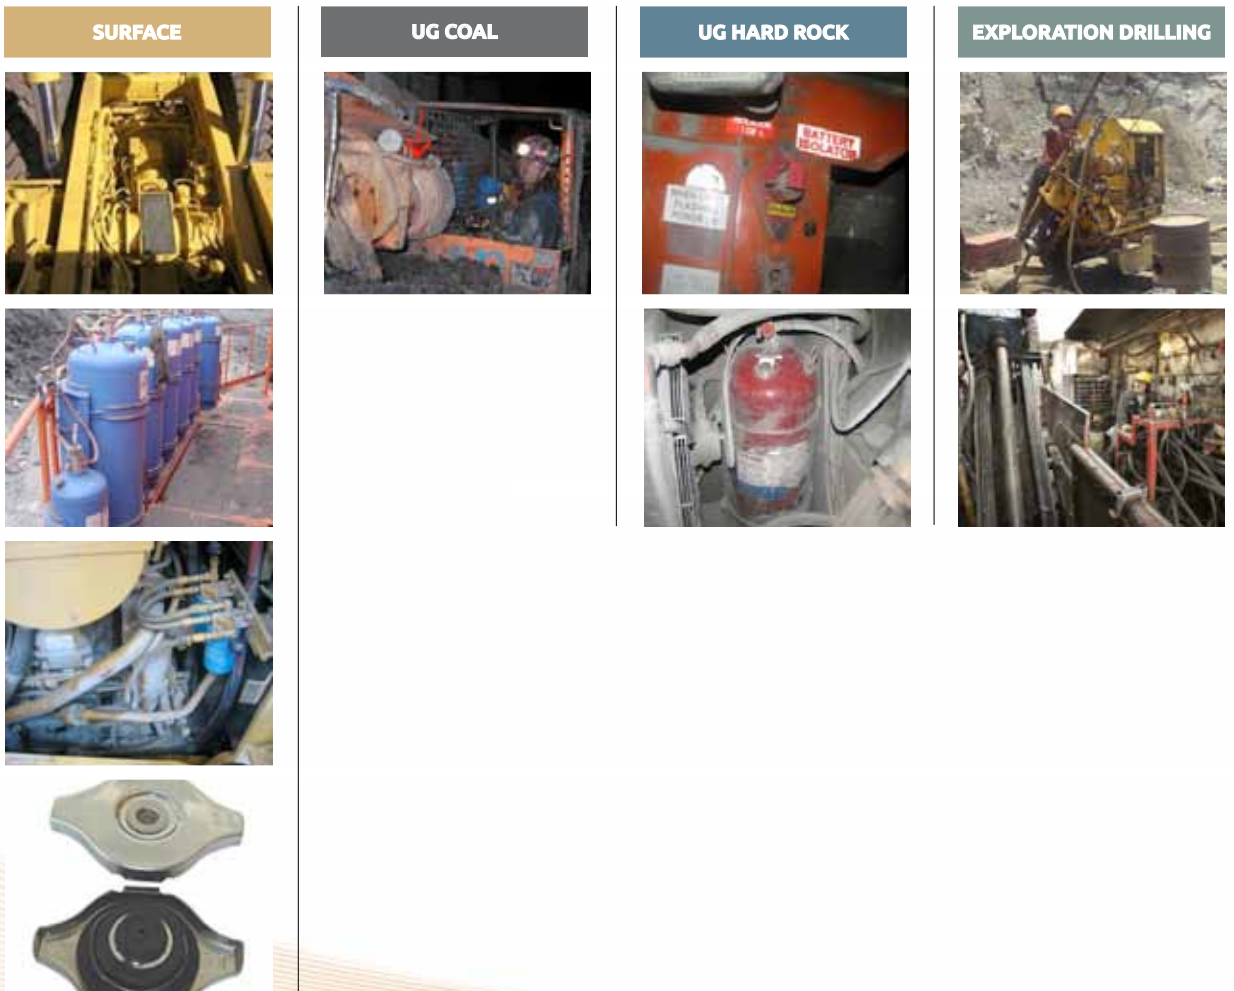 SURFACE
UG COAL
UG HARD ROCK
EXPLORATION DRILLING
BATTERY
ISOLATOR